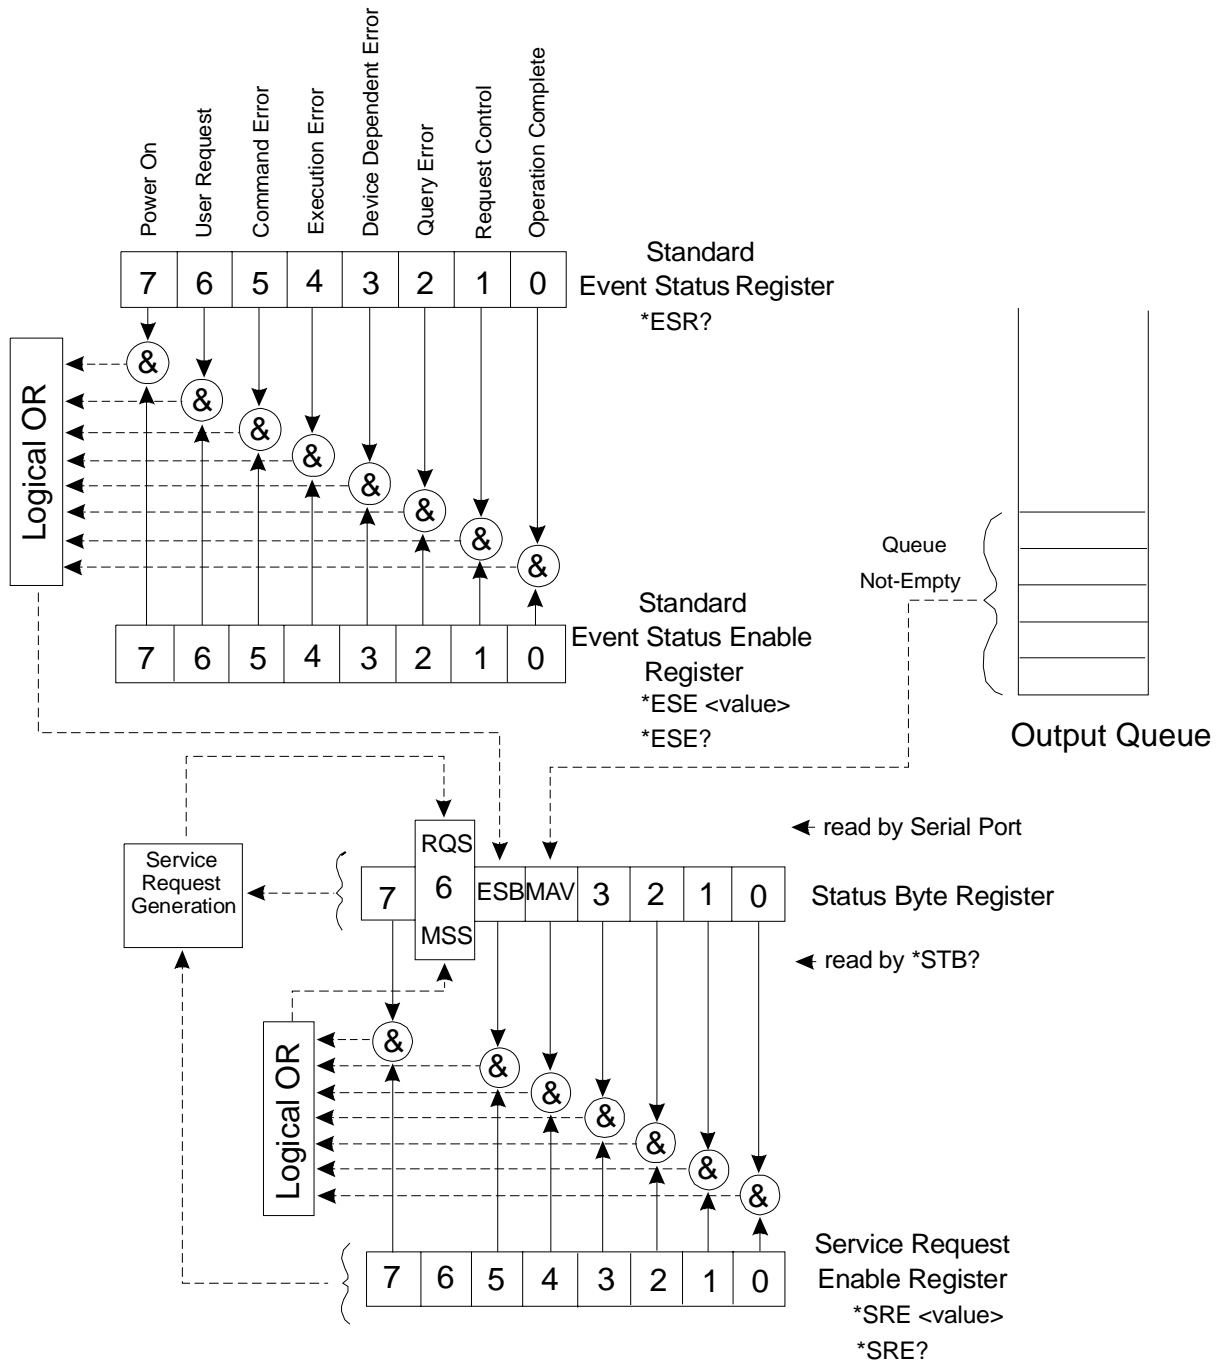 Power On
User Request
Command Error
Execution Error
Device Dependent Error
Query Error
Request Control
Operation Complete
7 6 5 4 3 2 1 0
Standard
Event Status Register
*ESR?
Logical OR
& & & & & & & &
Queue
Not-Empty
Output Queue
7 6 5 4 3 2 1 0
Standard
Event Status Enable
Register
*ESE <value>
*ESE?
Service
Request
Generation
RQS
7 6 ESB MAV 3 2 1 0
MSS
read by Serial Port
Status Byte Register
read by *STB?
Logical OR
& & & & & & &
7 6 5 4 3 2 1 0
Service Request
Enable Register
*SRE <value>
*SRE?